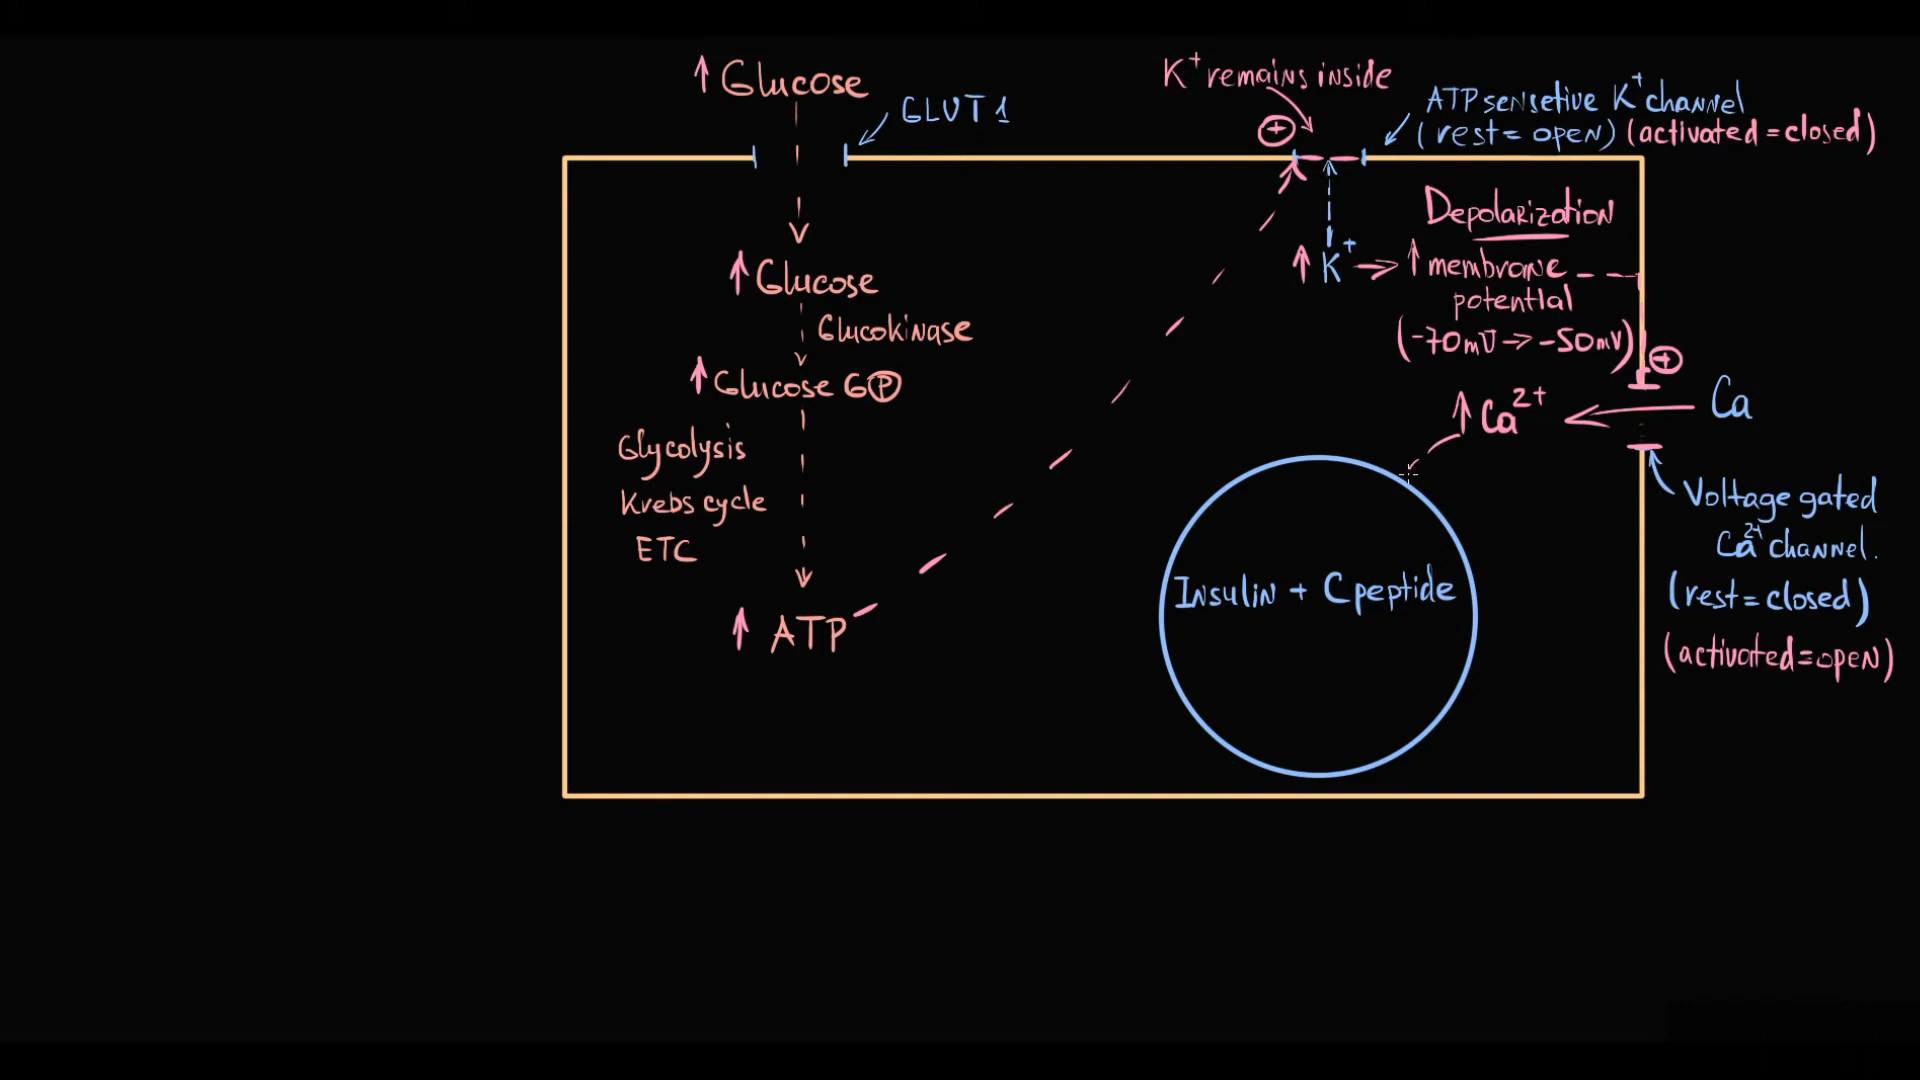 ↑ Glucose
GLUT 1
K⁺ remains inside
ATP sensetive K⁺ channel
(rest = open) (activated = closed)
+
Depolarization
↑ Glucose
↑ K⁺ → ↑ membrane
potential
(-70mV → -50mV)
+
Glucokinase
↑ Glucose 6 P
Ca
↑ Ca²⁺
Glycolysis
Krebs cycle
ETC
Voltage gated
Ca²⁺ channel.
(rest = closed)
(activated = open)
Insulin + C peptide
↑ ATP